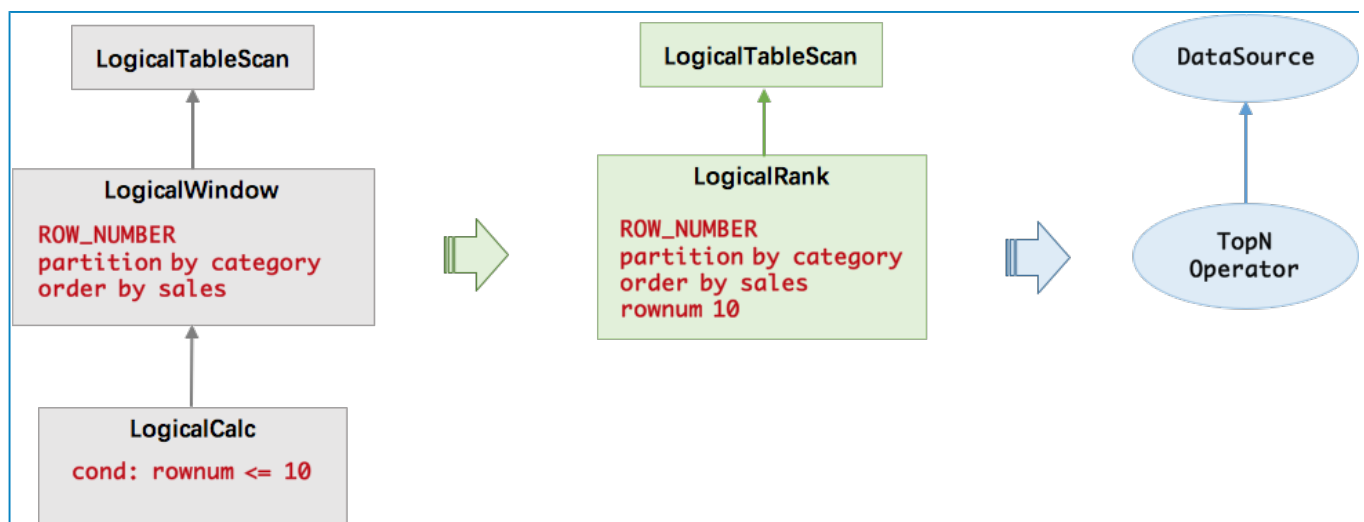 LogicalTableScan
LogicalWindow
ROW_NUMBER
partition by category
order by sales
LogicalCalc
cond: rownum <= 10
LogicalTableScan
LogicalRank
ROW_NUMBER
partition by category
order by sales
rownum 10
DataSource
TopN
Operator